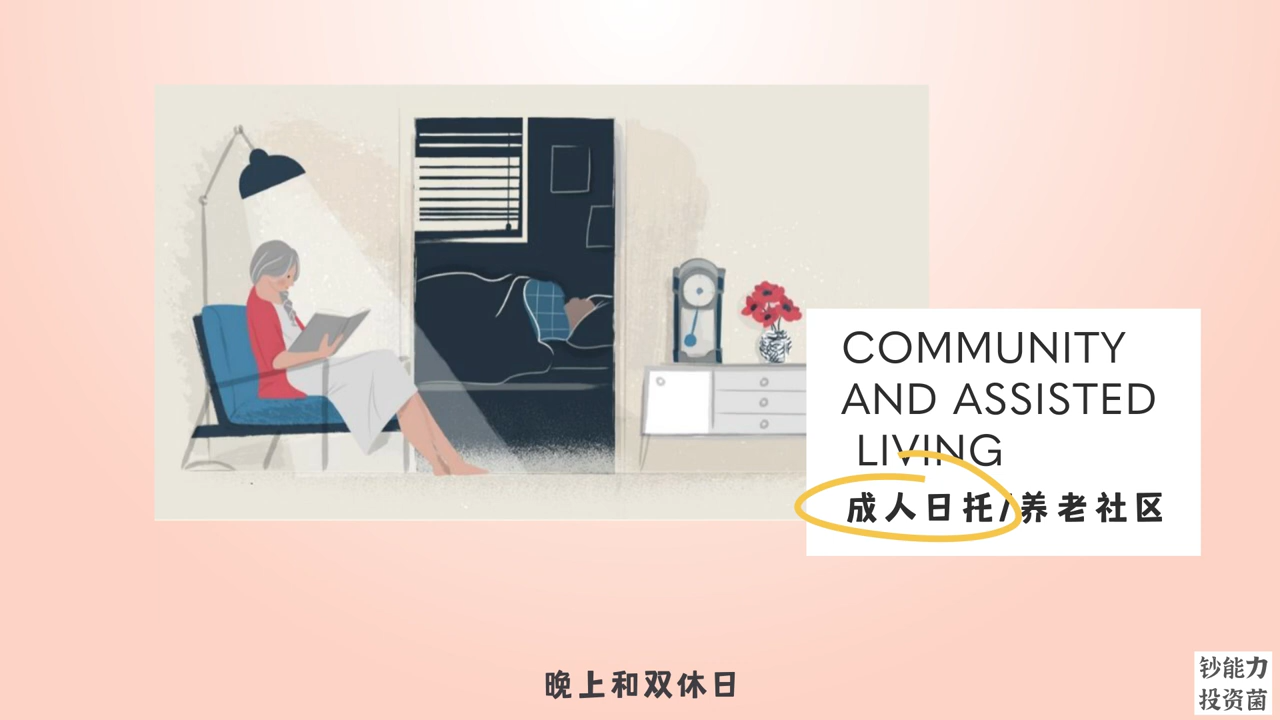 COMMUNITY
AND ASSISTED
LIVING
成人日托/养老社区
晚上和双休日
钞能力
投资菌